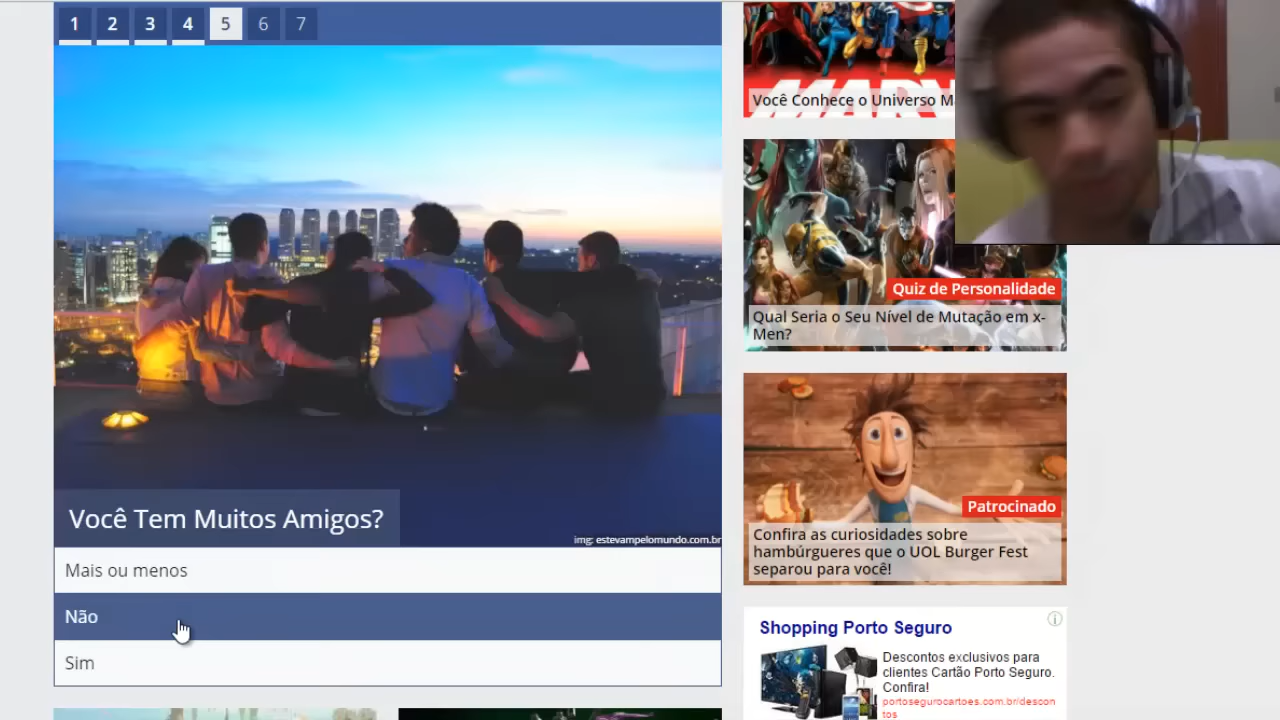 1 2 3 4 5 6 7
Você Tem Muitos Amigos?
img: estevampelomundo.com.br
Mais ou menos
Não
Sim
MARV
Você Conhece o Universo M
Quiz de Personalidade
Qual Seria o Seu Nível de Mutação em x-
Men?
Patrocinado
Confira as curiosidades sobre
hambúrgueres que o UOL Burger Fest
separou para você!
Shopping Porto Seguro
Descontos exclusivos para
clientes Cartão Porto Seguro.
Confira!
portosegurocartoes.com.br/descon
tos